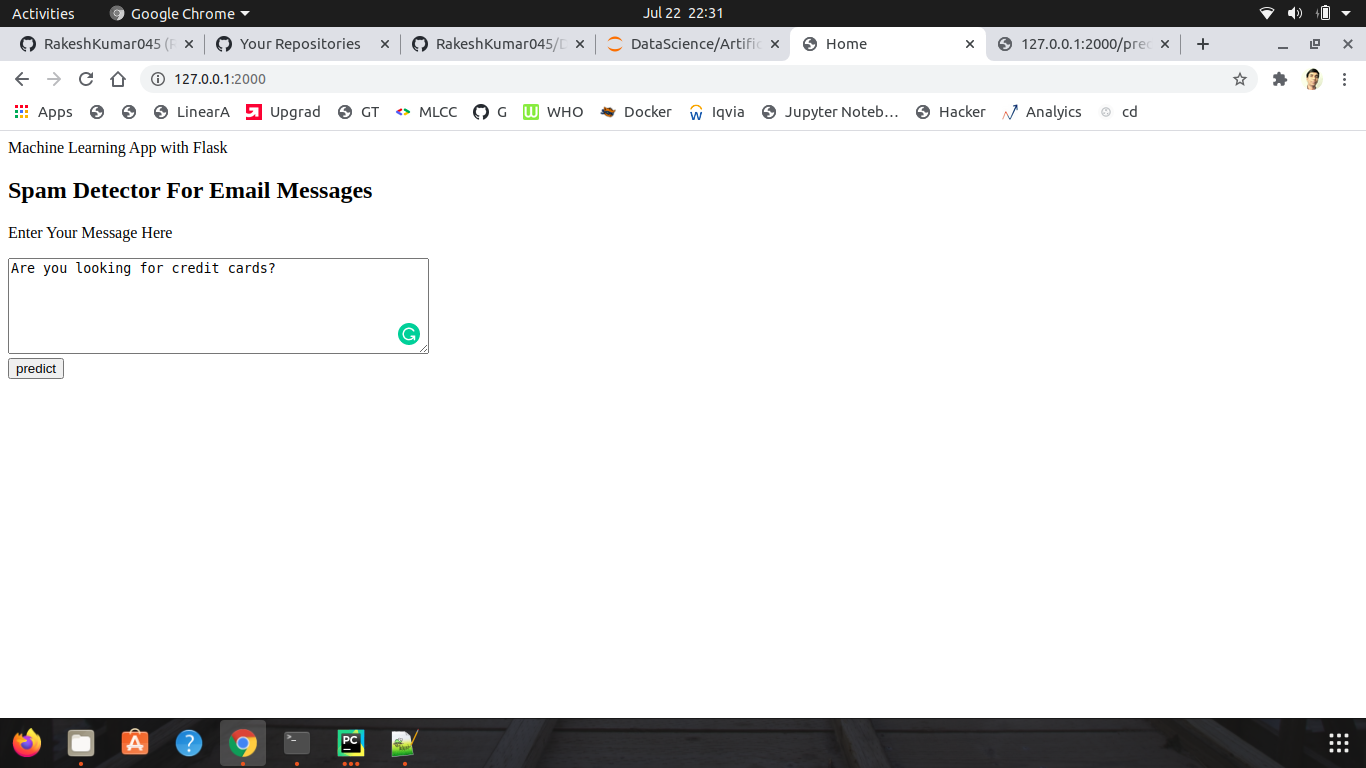 Activities Google Chrome Jul 22 22:31
RakeshKumar045 ( Your Repositories RakeshKumar045/D DataScience/Artific Home 127.0.0.1:2000/pred
127.0.0.1:2000
Apps LinearA Upgrad GT MLCC G WHO Docker Iqvia Jupyter Noteb… Hacker Analyics cd
Machine Learning App with Flask
Spam Detector For Email Messages
Enter Your Message Here
Are you looking for credit cards?
predict